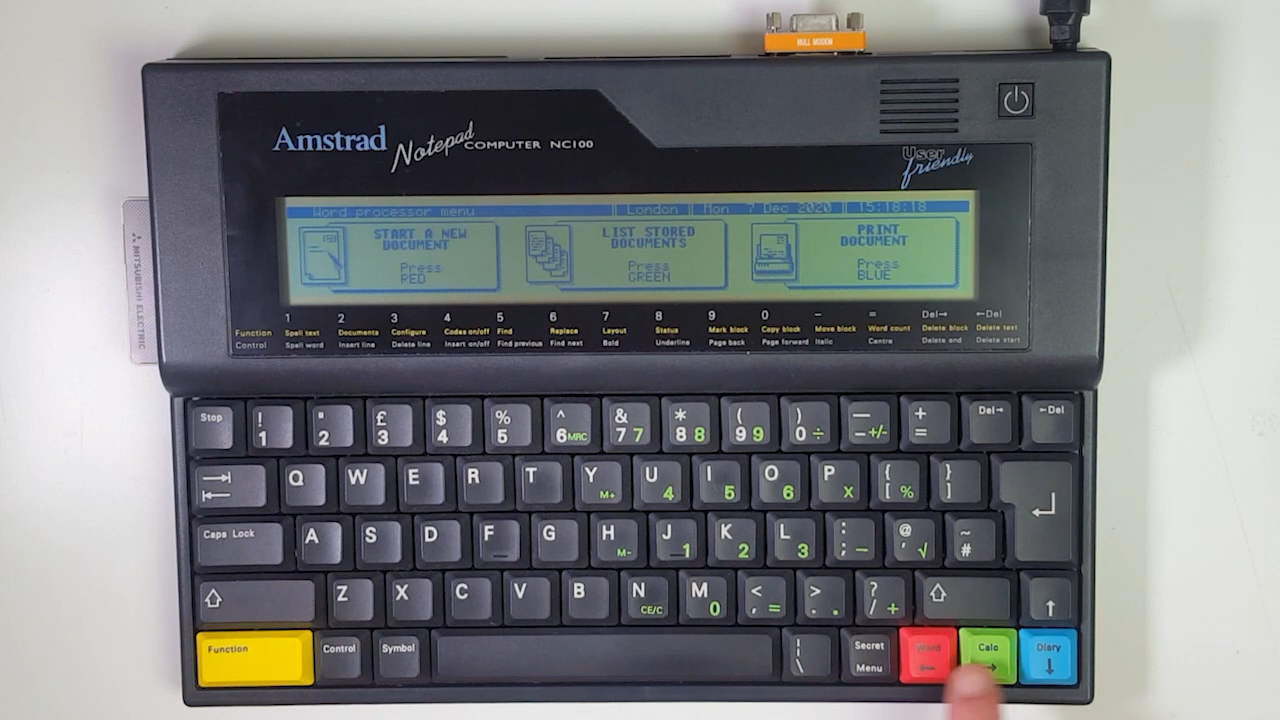 NULL MODEM
Amstrad Notepad COMPUTER NC100
User friendly
Word processor menu London Mon 7 Dec 2020 15:18:18
START A NEW DOCUMENT
Press RED
LIST STORED DOCUMENTS
Press GREEN
PRINT DOCUMENT
Press BLUE
MITSUBISHI ELECTRIC
1 2 3 4 5 6 7 8 9 0 – = Del→ ←Del
Function Spell text Documents Configure Codes on/off Find Replace Layout Status Mark block Copy block Move block Word count Delete block Delete text
Control Spell word Insert line Delete line Insert on/off Find previous Find next Bold Underline Page back Page forward Italic Centre Delete end Delete start
Stop ! 1 " 2 £ 3 $ 4 % 5 ^ 6 MRC & 7 7 * 8 8 ( 9 9 ) 0 ÷ — - +/- + = Del→ ←Del
Q W E R T Y M+ U 4 I 5 O 6 P X { [ % } ]
Caps Lock A S D F G H M- J 1 K 2 L 3 : ; – @ ' √ ~ #
Z X C V B N CE/C M 0 < , = > . . ? / +
Function Control Symbol | \ Secret Menu Word ← Calc → Diary ↓